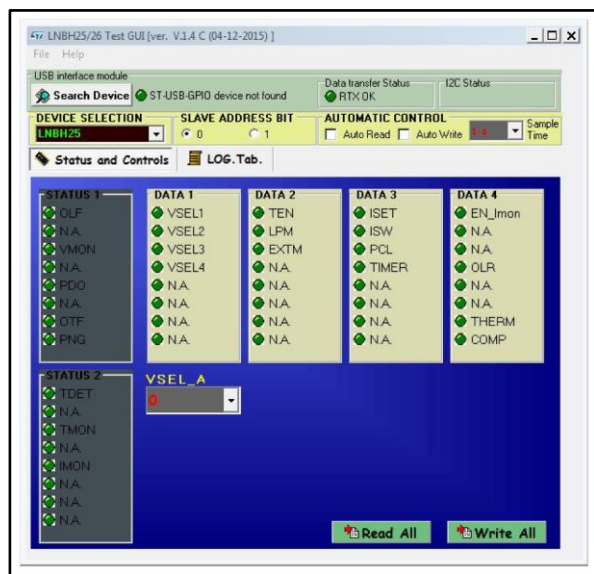 LNBH25/26 Test GUI [ver. V.1.4 C (04-12-2015) ]
File Help
USB interface module
Search Device
ST-USB-GPIO device not found
Data transfer Status
RTX OK
I2C Status
DEVICE SELECTION
LNBH25
SLAVE ADDRESS BIT
0 1
AUTOMATIC CONTROL
Auto Read Auto Write
Sample Time
Status and Controls LOG.Tab.
STATUS 1
OLF
N.A.
VMON
N.A.
PDO
N.A.
OTF
PNG
DATA 1
VSEL1
VSEL2
VSEL3
VSEL4
N.A.
N.A.
N.A.
N.A.
DATA 2
TEN
LPM
EXTM
N.A.
N.A.
N.A.
N.A.
N.A.
DATA 3
ISET
ISW
PCL
TIMER
N.A.
N.A.
N.A.
N.A.
DATA 4
EN_Imon
N.A.
N.A.
OLR
N.A.
N.A.
THERM
COMP
STATUS 2
TDET
N.A.
TMON
N.A.
IMON
N.A.
N.A.
N.A.
VSEL_A
0
Read All Write All